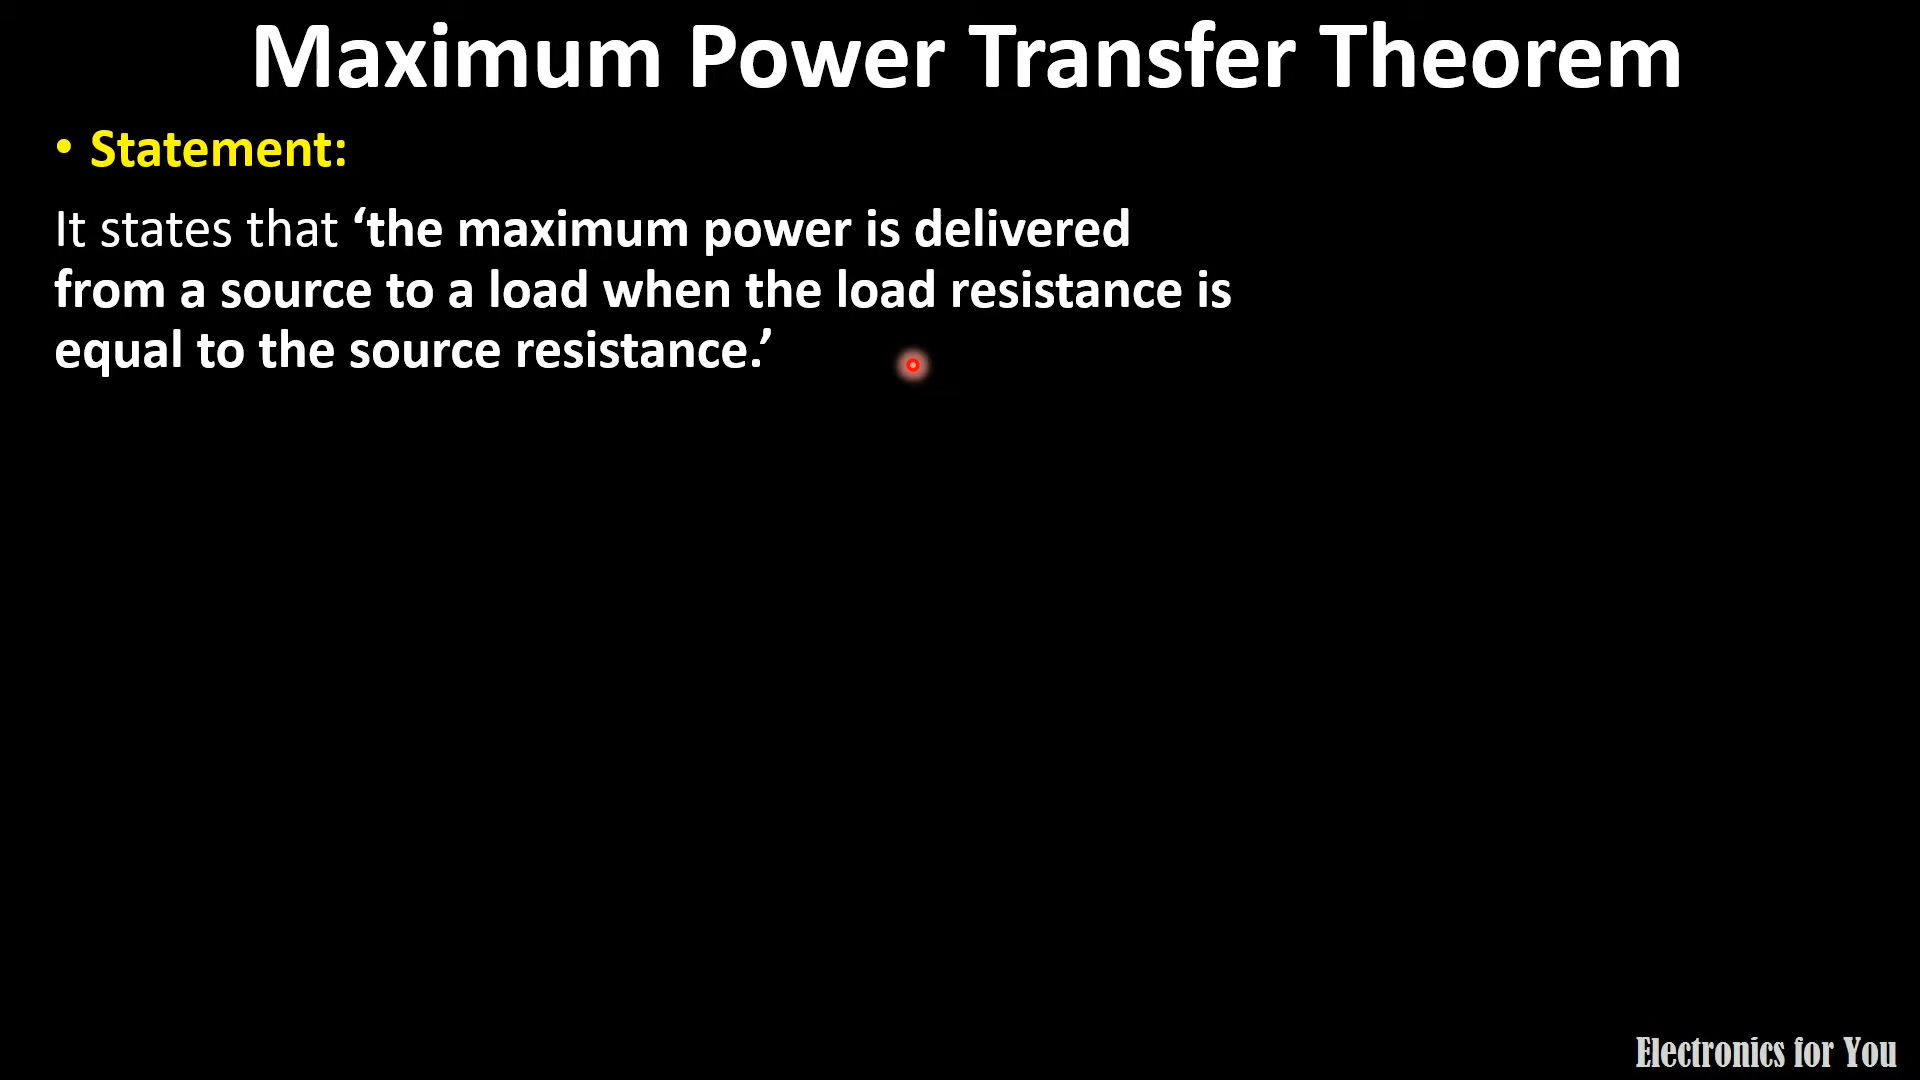 Maximum Power Transfer Theorem
• Statement:
It states that ‘the maximum power is delivered
from a source to a load when the load resistance is
equal to the source resistance.’
Electronics for You